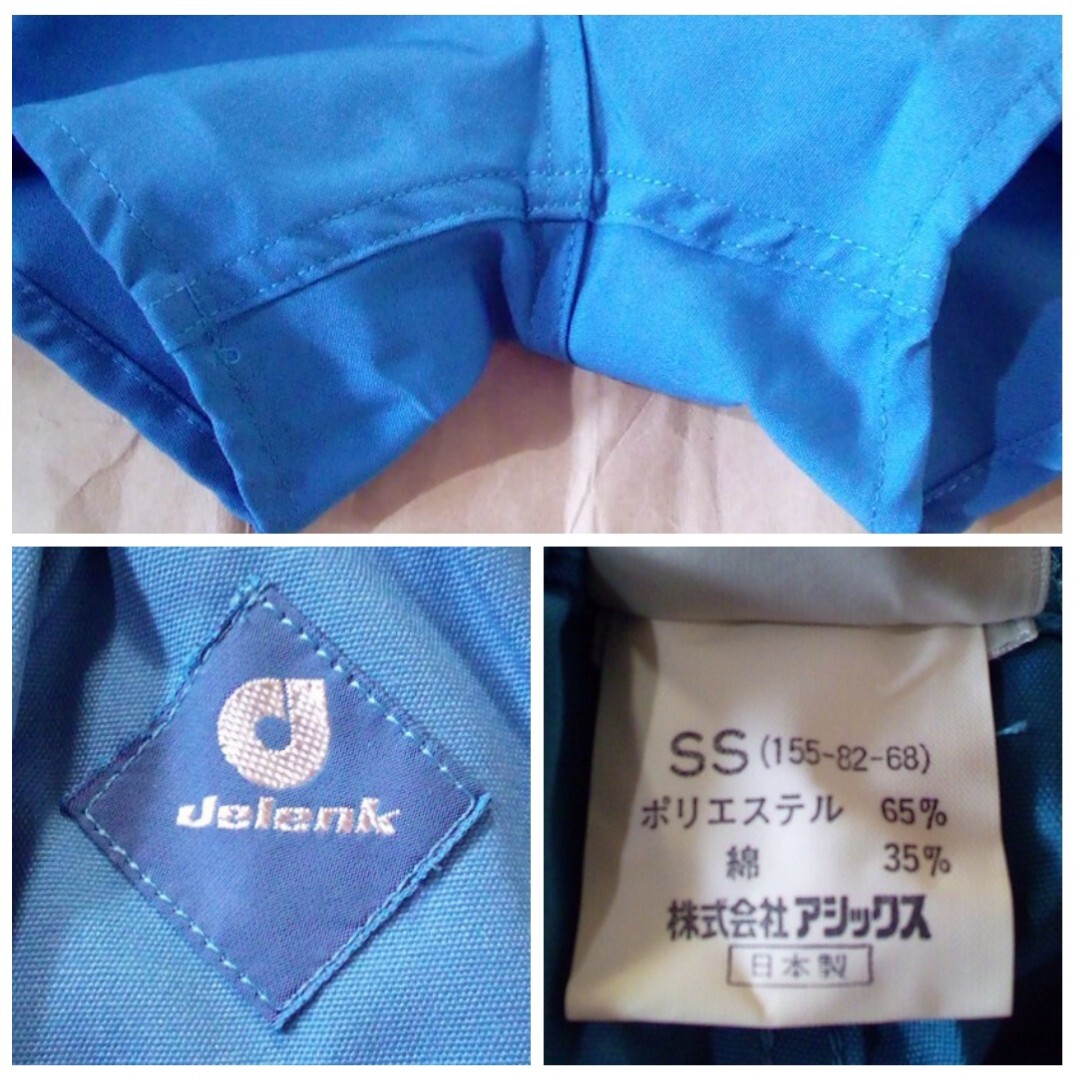 Jelenk
SS (155-82-68)
ポリエステル 65%
綿 35%
株式会社アシックス
日本製